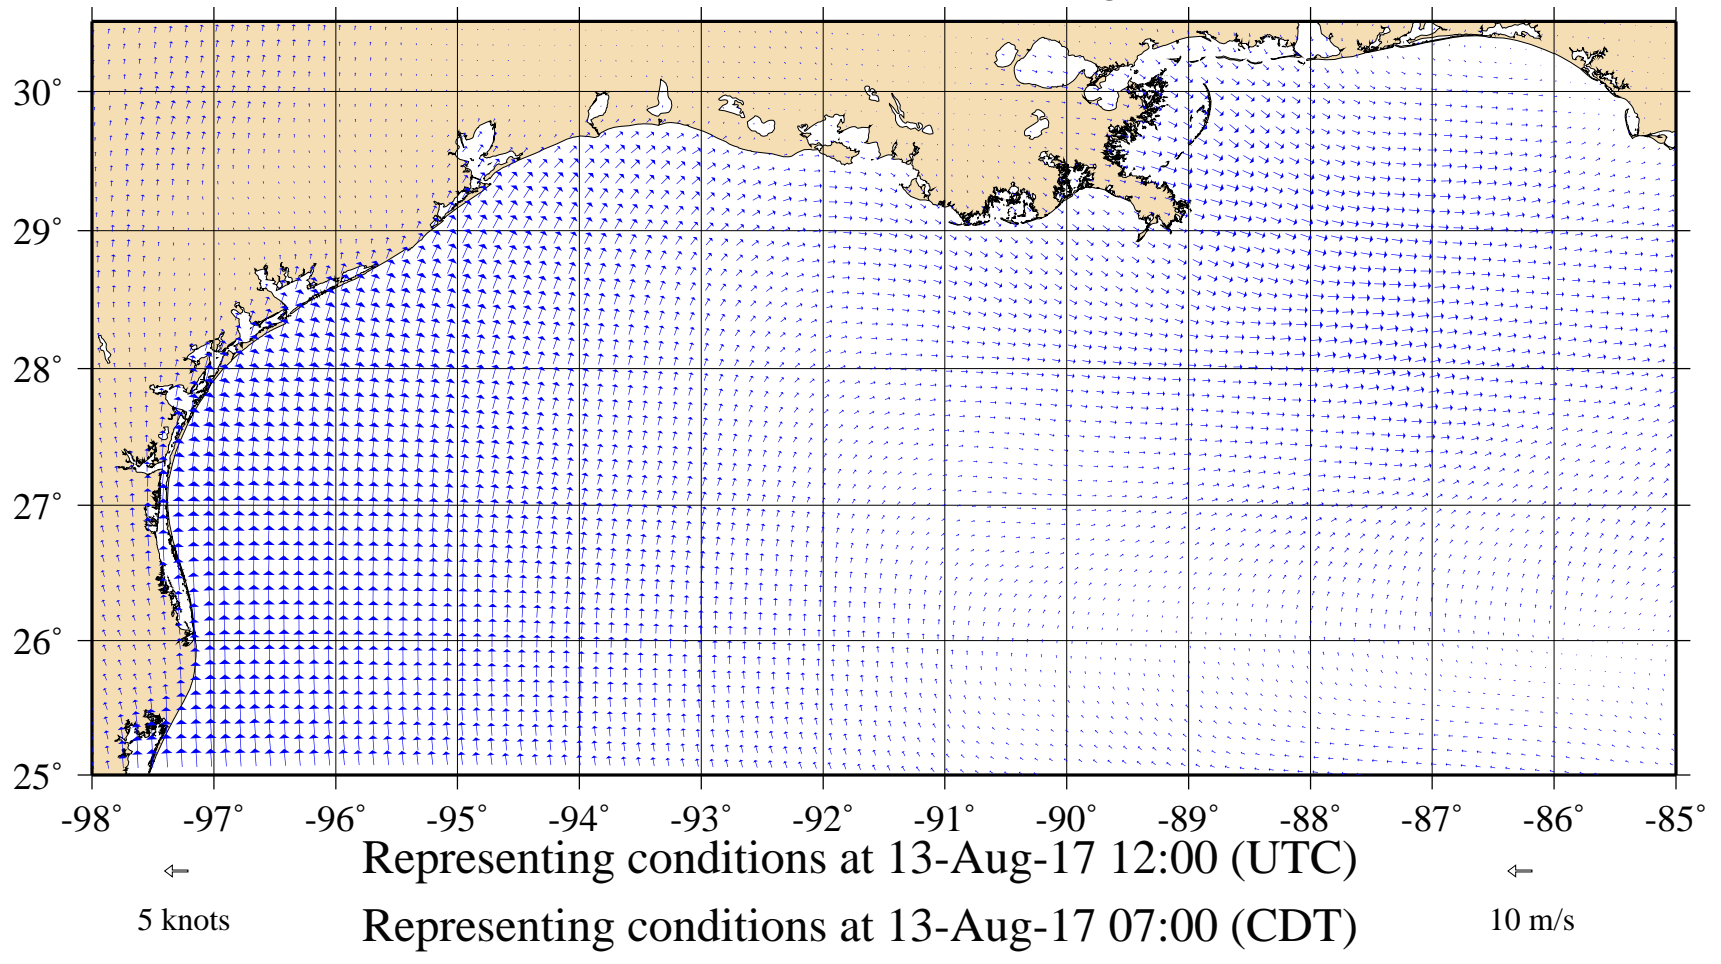 30°
29°
28°
27°
26°
25°
-98° -97° -96° -95° -94° -93° -92° -91° -90° -89° -88° -87° -86° -85°
Representing conditions at 13-Aug-17 12:00 (UTC)
5 knots
Representing conditions at 13-Aug-17 07:00 (CDT)
10 m/s